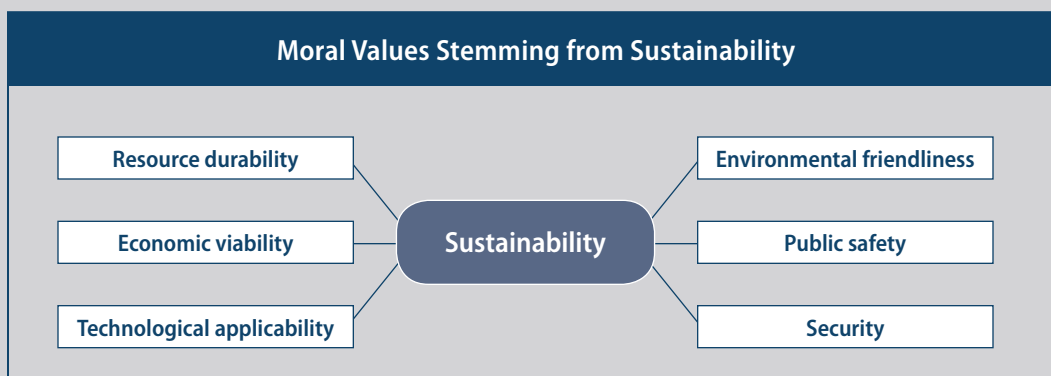 Moral Values Stemming from Sustainability
Resource durability
Economic viability
Technological applicability
Sustainability
Environmental friendliness
Public safety
Security